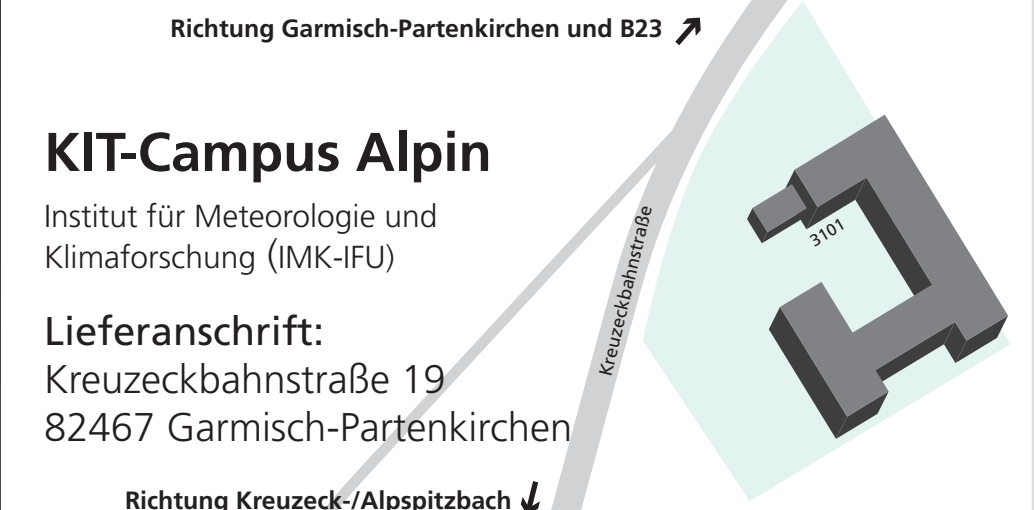 Richtung Garmisch-Partenkirchen und B23
KIT-Campus Alpin
Institut für Meteorologie und
Klimaforschung (IMK-IFU)
Lieferanschrift:
Kreuzeckbahnstraße 19
82467 Garmisch-Partenkirchen
Richtung Kreuzeck-/Alpspitzbach
Kreuzeckbahnstraße
3101